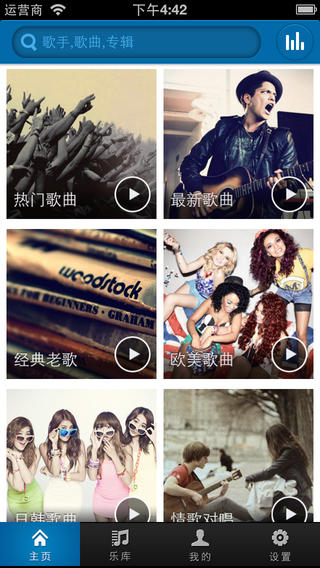 运营商 下午4:42
歌手,歌曲,专辑
热门歌曲
最新歌曲
woodstock
FOR BEGINNERS - GRAHAM
经典老歌
欧美歌曲
日韩歌曲
情歌对唱
主页 乐库 我的 设置